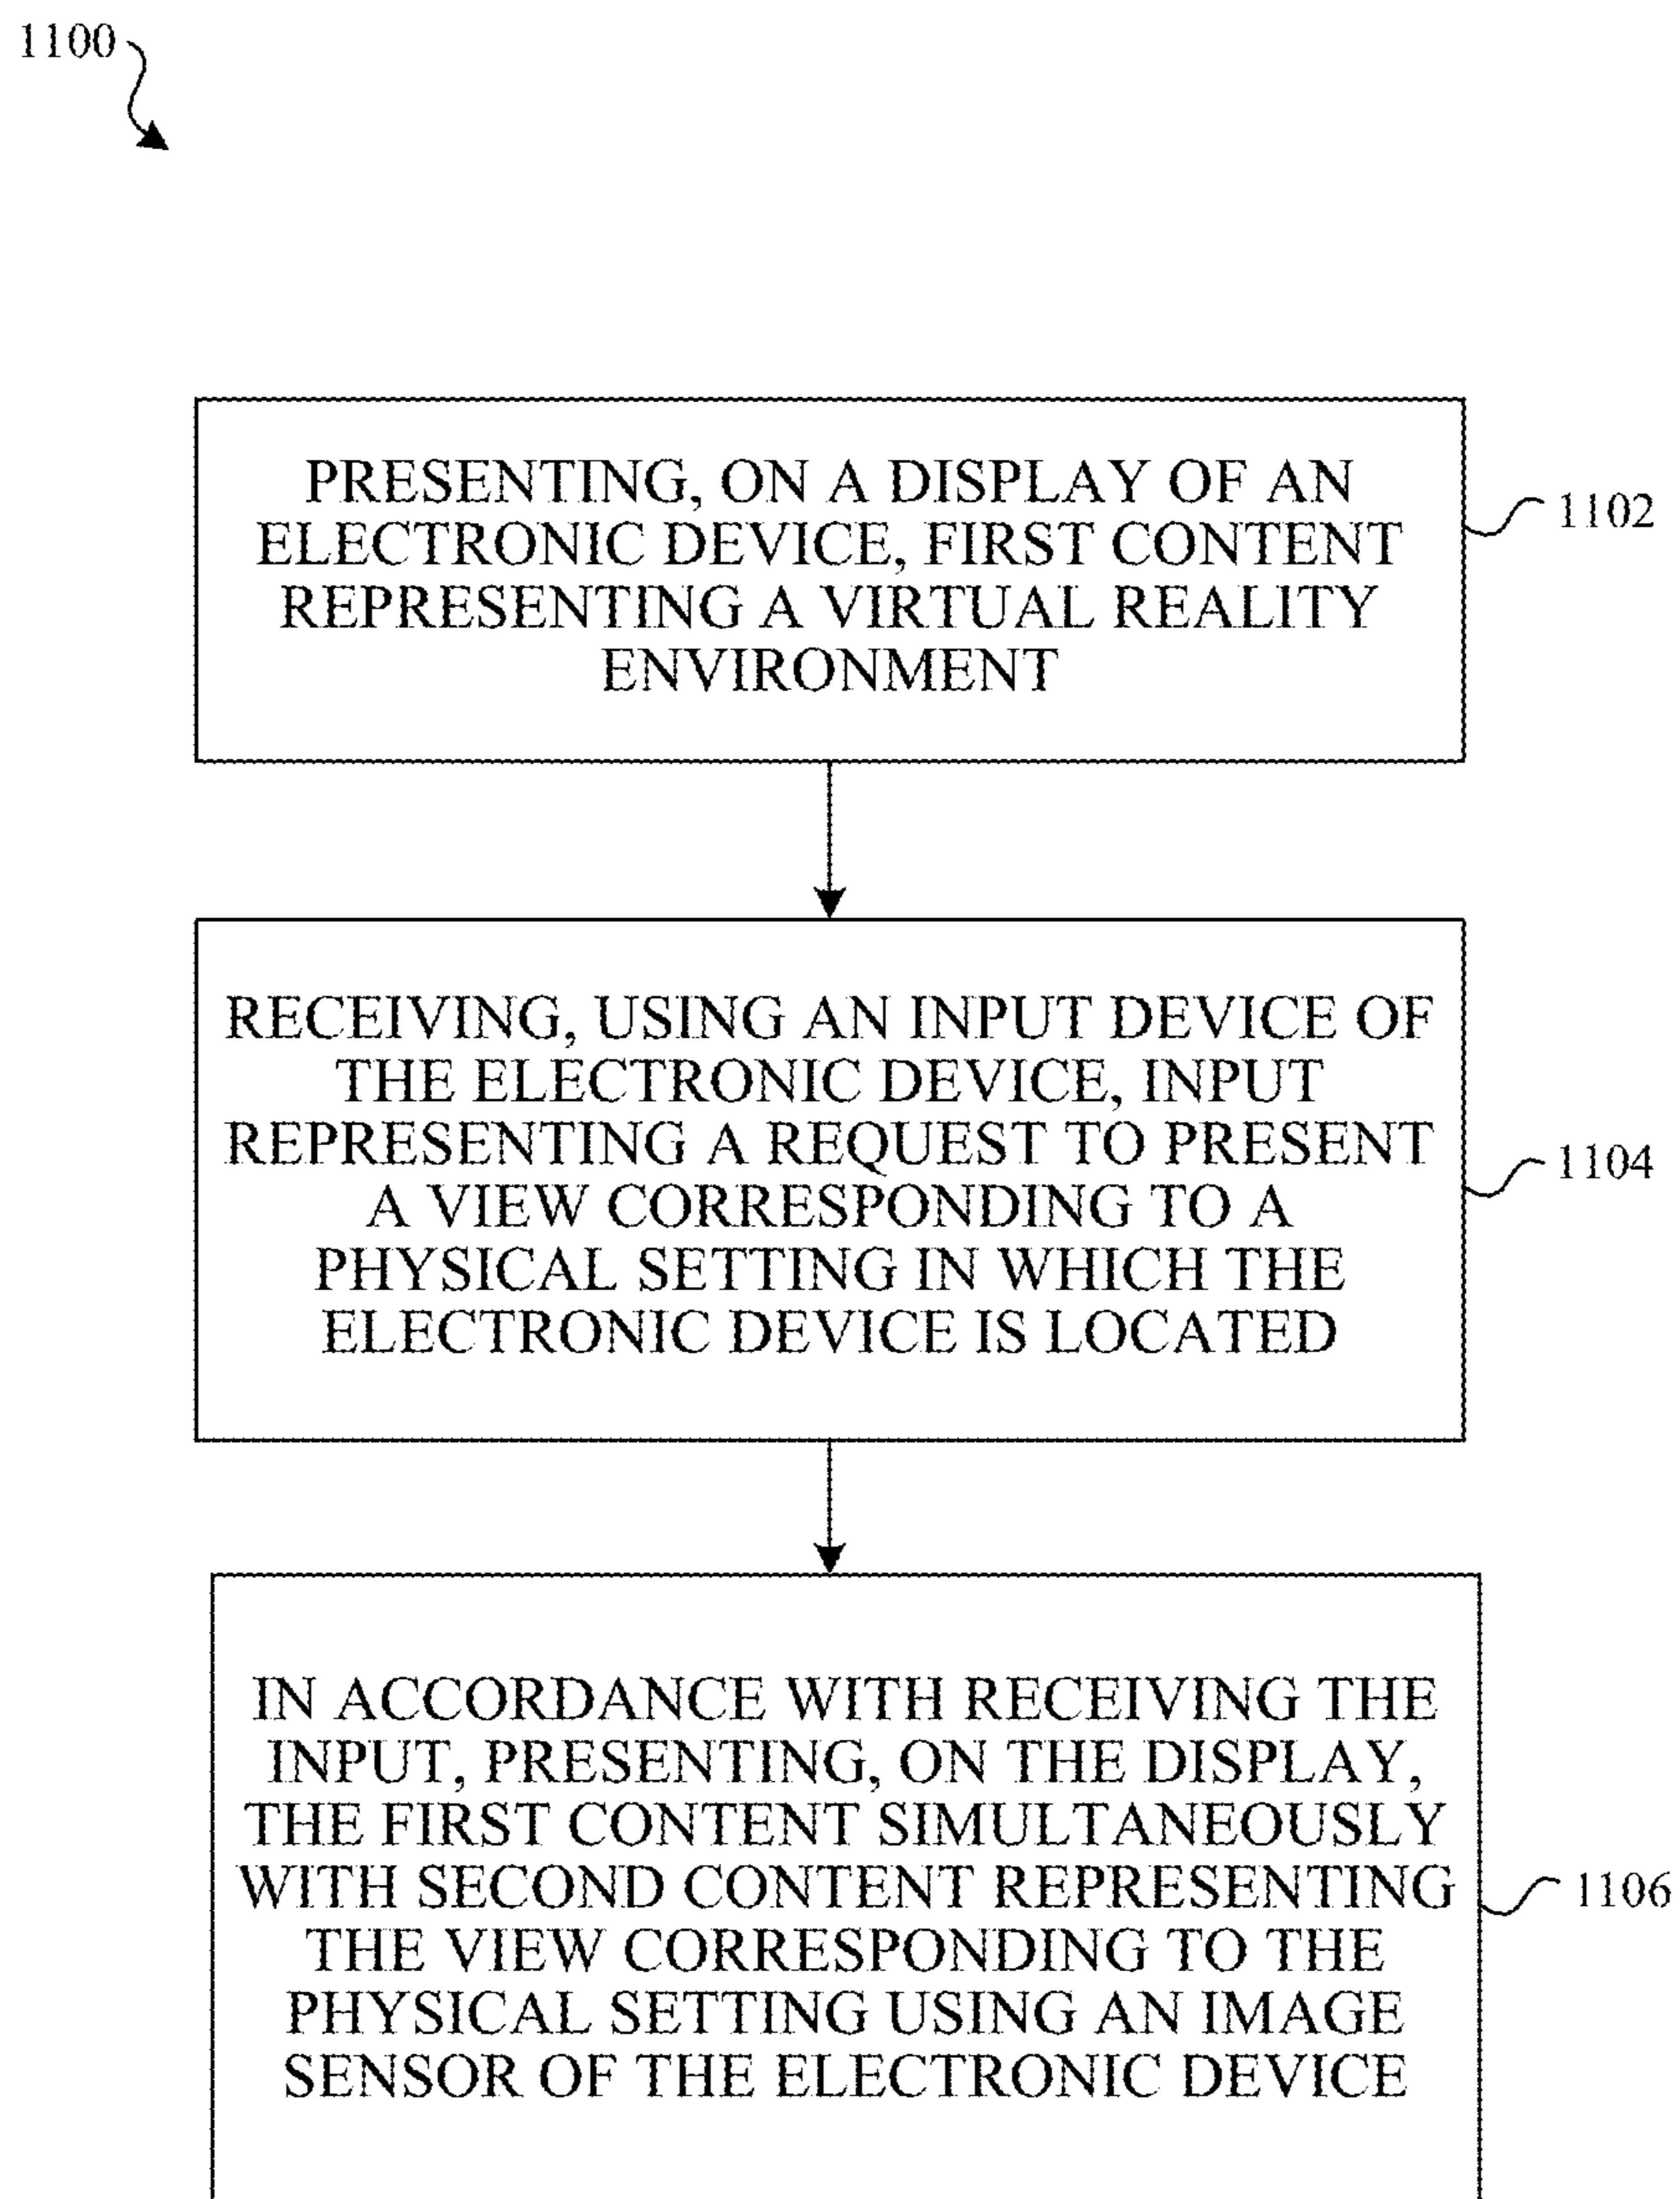 1100
PRESENTING, ON A DISPLAY OF AN
ELECTRONIC DEVICE, FIRST CONTENT
REPRESENTING A VIRTUAL REALITY
ENVIRONMENT
1102
RECEIVING, USING AN INPUT DEVICE OF
THE ELECTRONIC DEVICE, INPUT
REPRESENTING A REQUEST TO PRESENT
A VIEW CORRESPONDING TO A
PHYSICAL SETTING IN WHICH THE
ELECTRONIC DEVICE IS LOCATED
1104
IN ACCORDANCE WITH RECEIVING THE
INPUT, PRESENTING, ON THE DISPLAY,
THE FIRST CONTENT SIMULTANEOUSLY
WITH SECOND CONTENT REPRESENTING
THE VIEW CORRESPONDING TO THE
PHYSICAL SETTING USING AN IMAGE
SENSOR OF THE ELECTRONIC DEVICE
1106